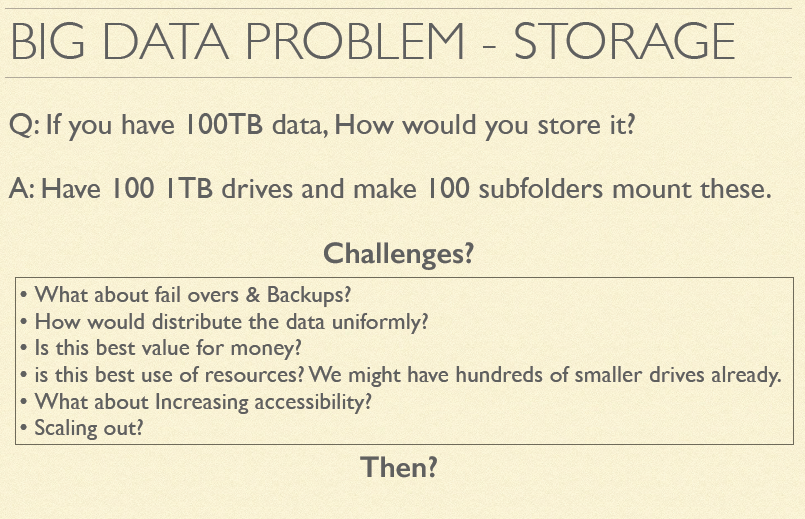 BIG DATA PROBLEM - STORAGE
Q: If you have 100TB data, How would you store it?
A: Have 100 1TB drives and make 100 subfolders mount these.
Challenges?
• What about fail overs & Backups?
• How would distribute the data uniformly?
• Is this best value for money?
• is this best use of resources? We might have hundreds of smaller drives already.
• What about Increasing accessibility?
• Scaling out?
Then?